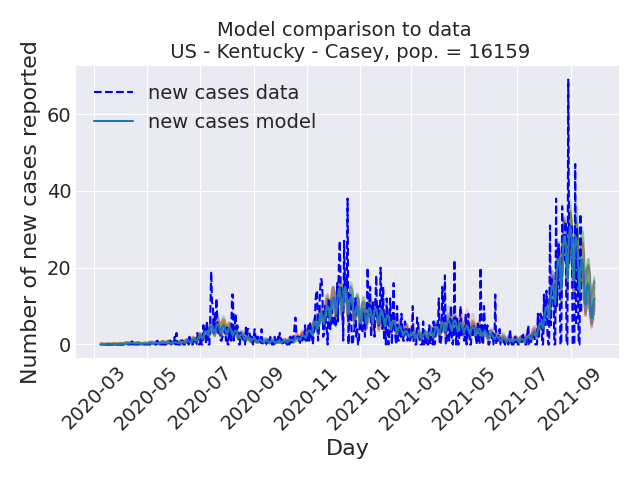 Model comparison to data
US - Kentucky - Casey, pop. = 16159
Number of new cases reported
60
40
20
0
new cases data
new cases model
2020-03
2020-05
2020-07
2020-09
2020-11
2021-01
2021-03
2021-05
2021-07
2021-09
Day